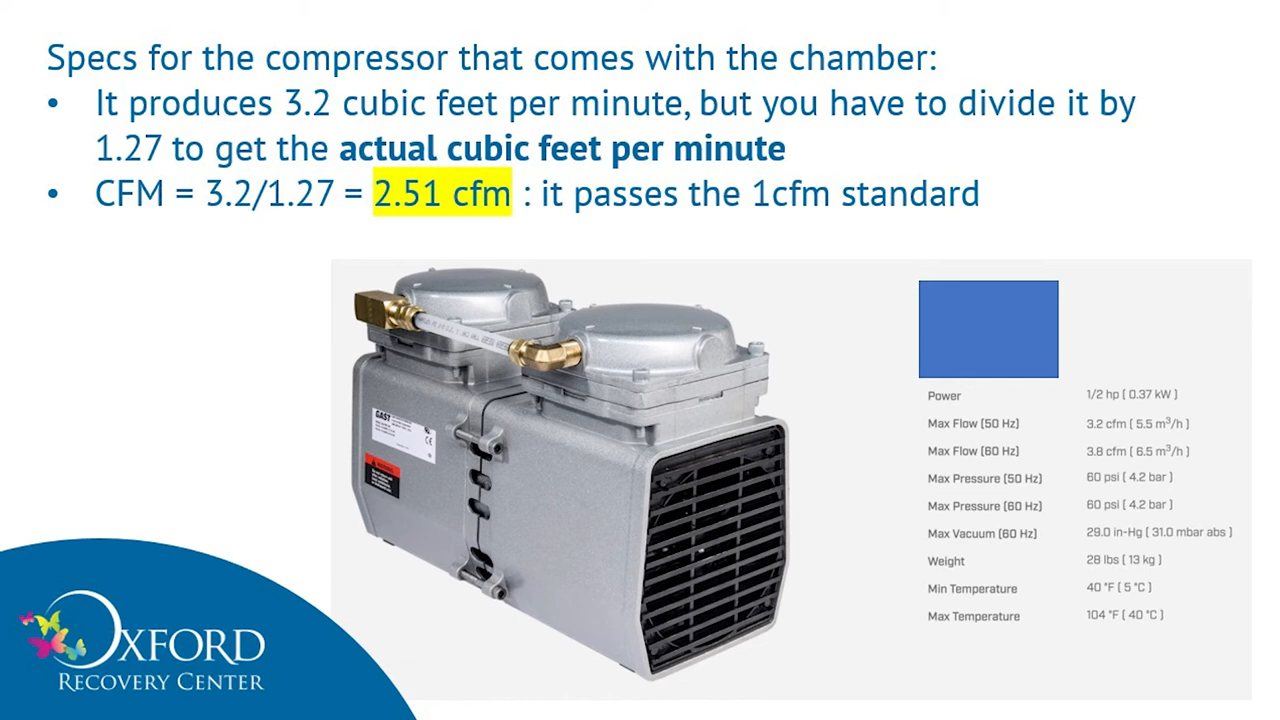 Specs for the compressor that comes with the chamber:
• It produces 3.2 cubic feet per minute, but you have to divide it by
1.27 to get the actual cubic feet per minute
• CFM = 3.2/1.27 = 2.51 cfm : it passes the 1cfm standard
GAST
Power 1/2 hp ( 0.37 kW )
Max Flow (50 Hz) 3.2 cfm ( 5.5 m³/h )
Max Flow (60 Hz) 3.8 cfm ( 6.5 m³/h )
Max Pressure (50 Hz) 60 psi ( 4.2 bar )
Max Pressure (60 Hz) 60 psi ( 4.2 bar )
Max Vacuum (60 Hz) 29.0 in-Hg ( 31.0 mbar abs )
Weight 28 lbs ( 13 kg )
Min Temperature 40 °F ( 5 °C )
Max Temperature 104 °F ( 40 °C )
OXFORD
RECOVERY CENTER